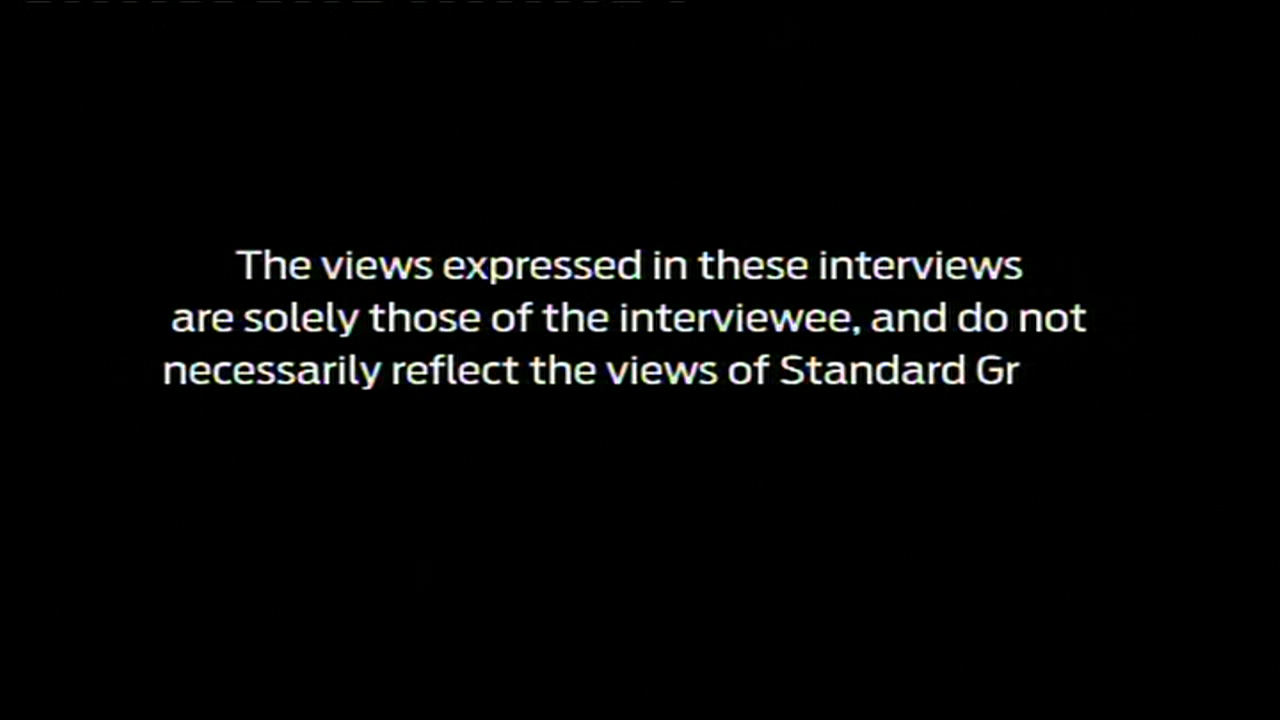 The views expressed in these interviews
are solely those of the interviewee, and do not
necessarily reflect the views of Standard Gr